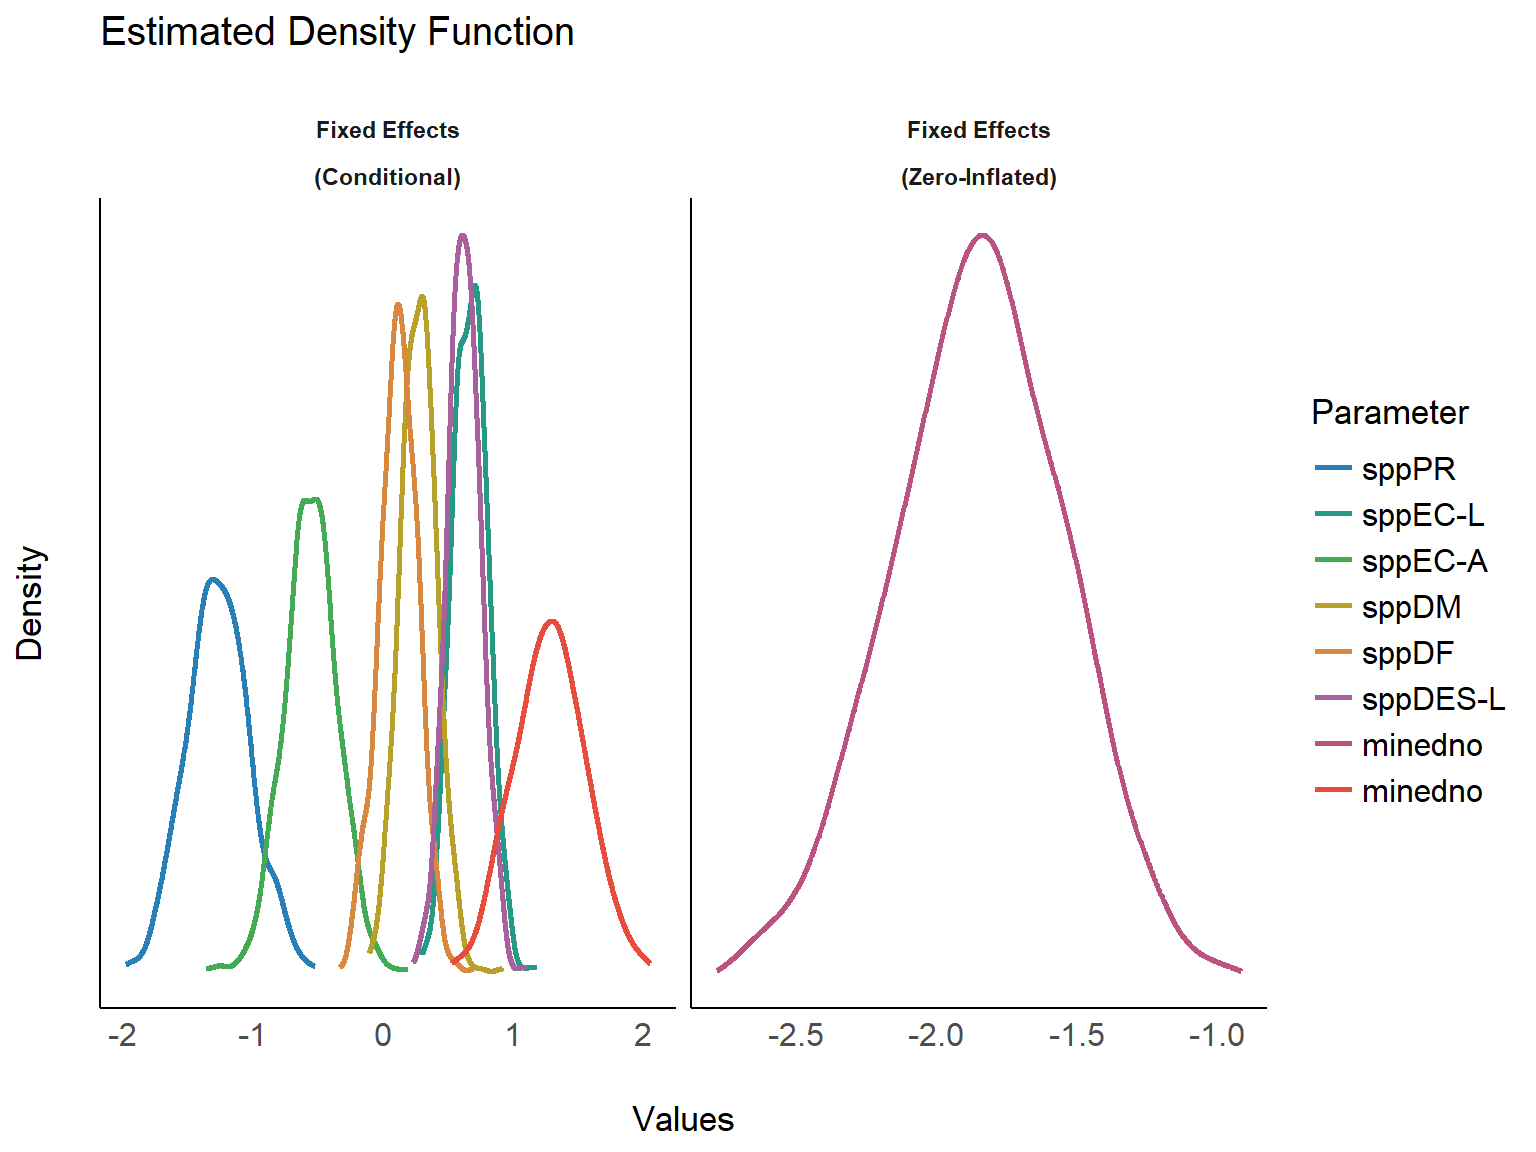 Estimated Density Function
Fixed Effects
(Conditional)
Fixed Effects
(Zero-Inflated)
Density
-2 -1 0 1 2
-2.5 -2.0 -1.5 -1.0
Values
Parameter
sppPR
sppEC-L
sppEC-A
sppDM
sppDF
sppDES-L
minedno
minedno